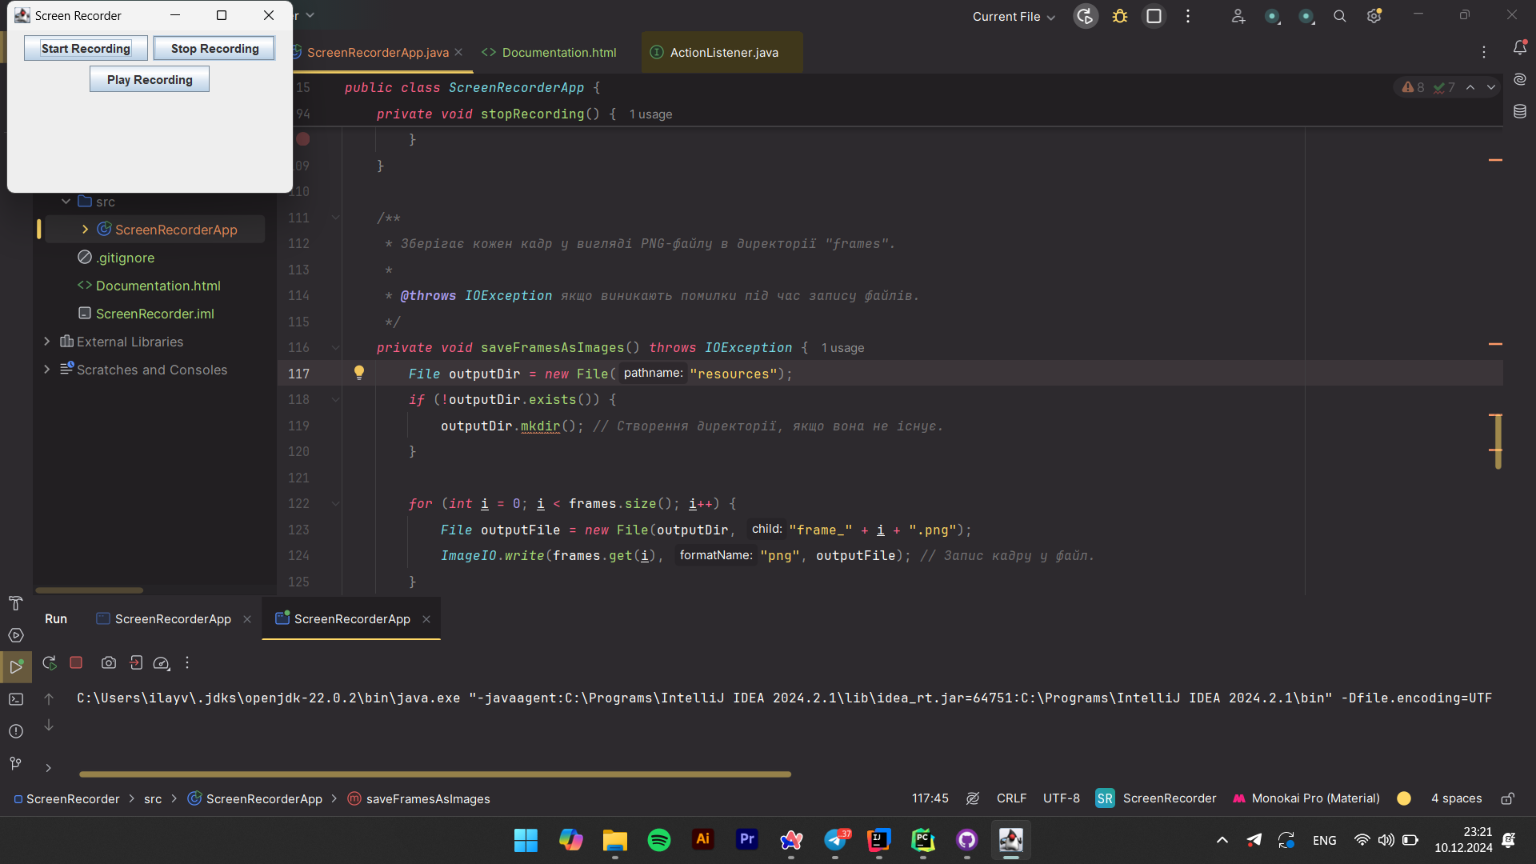 Screen Recorder
Start Recording
Stop Recording
Play Recording
Current File
ScreenRecorderApp.java
Documentation.html
ActionListener.java
8
7
15 public class ScreenRecorderApp {
94 private void stopRecording() { 1 usage
}
09 }
110
111 /**
112 * Зберігає кожен кадр у вигляді PNG-файлу в директорії "frames".
113 *
114 * @throws IOException якщо виникають помилки під час запису файлів.
115 */
116 private void saveFramesAsImages() throws IOException { 1 usage
117 File outputDir = new File( pathname: "resources");
118 if (!outputDir.exists()) {
119 outputDir.mkdir(); // Створення директорії, якщо вона не існує.
120 }
121
122 for (int i = 0; i < frames.size(); i++) {
123 File outputFile = new File(outputDir, child: "frame_" + i + ".png");
124 ImageIO.write(frames.get(i), formatName: "png", outputFile); // Запис кадру у файл.
125 }
src
ScreenRecorderApp
.gitignore
Documentation.html
ScreenRecorder.iml
External Libraries
Scratches and Consoles
Run
ScreenRecorderApp
ScreenRecorderApp
C:\Users\ilayv\.jdks\openjdk-22.0.2\bin\java.exe "-javaagent:C:\Programs\IntelliJ IDEA 2024.2.1\lib\idea_rt.jar=64751:C:\Programs\IntelliJ IDEA 2024.2.1\bin" -Dfile.encoding=UTF
ScreenRecorder > src > ScreenRecorderApp > saveFramesAsImages
117:45
CRLF
UTF-8
SR
ScreenRecorder
Monokai Pro (Material)
4 spaces
Ai
Pr
37
IJ
PC
ENG
23:21
10.12.2024